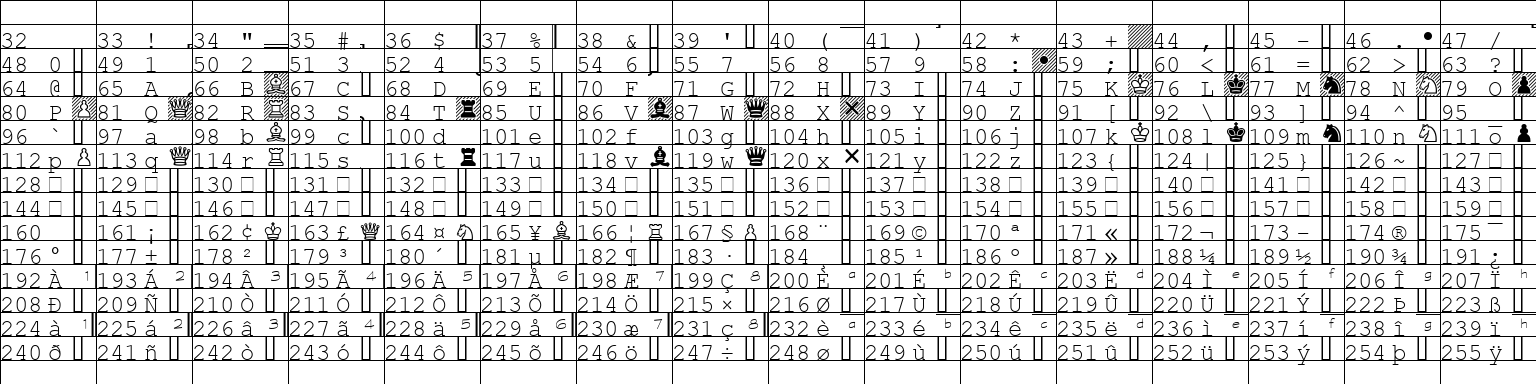 32 33 ! 34 " 35 # 36 $ 37 % 38 & 39 ' 40 ( 41 ) 42 * 43 + 44 , 45 - 46 . 47 /
48 0 49 1 50 2 51 3 52 4 53 5 54 6 55 7 56 8 57 9 58 : 59 ; 60 < 61 = 62 > 63 ?
64 @ 65 A 66 B ♗ 67 C 68 D 69 E 70 F 71 G 72 H 73 I 74 J 75 K ♔ 76 L ♚ 77 M ♞ 78 N ♘ 79 O ♟
80 P ♙ 81 Q ♕ 82 R ♖ 83 S 84 T ♜ 85 U 86 V ♝ 87 W ♛ 88 X × 89 Y 90 Z 91 [ 92 \ 93 ] 94 ^ 95
96 ` 97 a 98 b ♗ 99 c 100 d 101 e 102 f 103 g 104 h 105 i 106 j 107 k ♔ 108 l ♚ 109 m ♞ 110 n ♘ 111 o ♟
112 p ♙ 113 q ♕ 114 r ♖ 115 s 116 t ♜ 117 u 118 v ♝ 119 w ♛ 120 x × 121 y 122 z 123 { 124 | 125 } 126 ~ 127 □
128 □ 129 □ 130 □ 131 □ 132 □ 133 □ 134 □ 135 □ 136 □ 137 □ 138 □ 139 □ 140 □ 141 □ 142 □ 143 □
144 □ 145 □ 146 □ 147 □ 148 □ 149 □ 150 □ 151 □ 152 □ 153 □ 154 □ 155 □ 156 □ 157 □ 158 □ 159 □
160 161 ¡ 162 ¢ ♔ 163 £ ♕ 164 ¤ ♘ 165 ¥ ♗ 166 ¦ ♖ 167 § ♙ 168 ¨ 169 © 170 ª 171 « 172 ¬ 173 - 174 ® 175 ¯
176 ° 177 ± 178 ² 179 ³ 180 ´ 181 µ 182 ¶ 183 · 184 185 ¹ 186 º 187 » 188 ¼ 189 ½ 190 ¾ 191 ¿
192 À 1 193 Á 2 194 Â 3 195 Ã 4 196 Ä 5 197 Å 6 198 Æ 7 199 Ç 8 200 È a 201 É b 202 Ê c 203 Ë d 204 Ì e 205 Í f 206 Î g 207 Ï h
208 Ð 209 Ñ 210 Ò 211 Ó 212 Ô 213 Õ 214 Ö 215 × 216 Ø 217 Ù 218 Ú 219 Û 220 Ü 221 Ý 222 Þ 223 ß
224 à 1 225 á 2 226 â 3 227 ã 4 228 ä 5 229 å 6 230 æ 7 231 ç 8 232 è a 233 é b 234 ê c 235 ë d 236 ì e 237 í f 238 î g 239 ï h
240 ð 241 ñ 242 ò 243 ó 244 ô 245 õ 246 ö 247 ÷ 248 ø 249 ù 250 ú 251 û 252 ü 253 ý 254 þ 255 ÿ